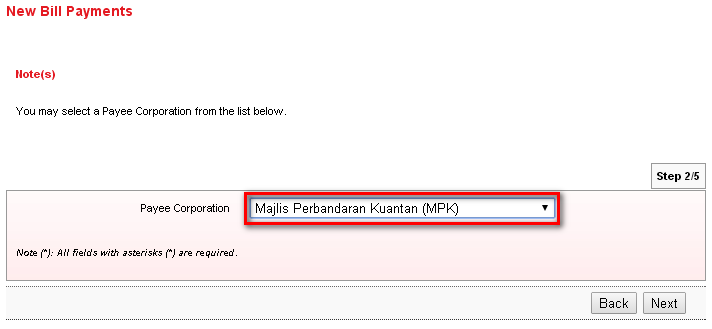 New Bill Payments
Note(s)
You may select a Payee Corporation from the list below.
Step 2/5
Payee Corporation Majlis Perbandaran Kuantan (MPK)
Note (*): All fields with asterisks (*) are required.
Back Next